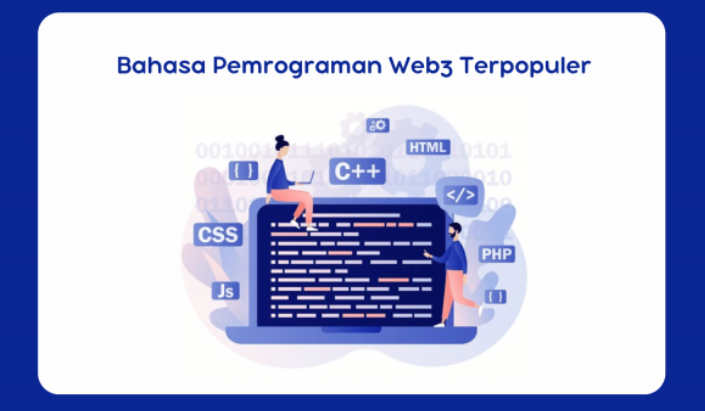 Bahasa Pemrograman Web3 Terpopuler
HTML
{ }
C++
</>
CSS
PHP
Js
{ }